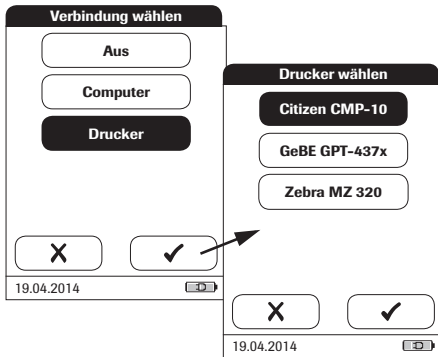 Verbindung wählen
Aus
Computer
Drucker
19.04.2014
Drucker wählen
Citizen CMP-10
GeBE GPT-437x
Zebra MZ 320
19.04.2014